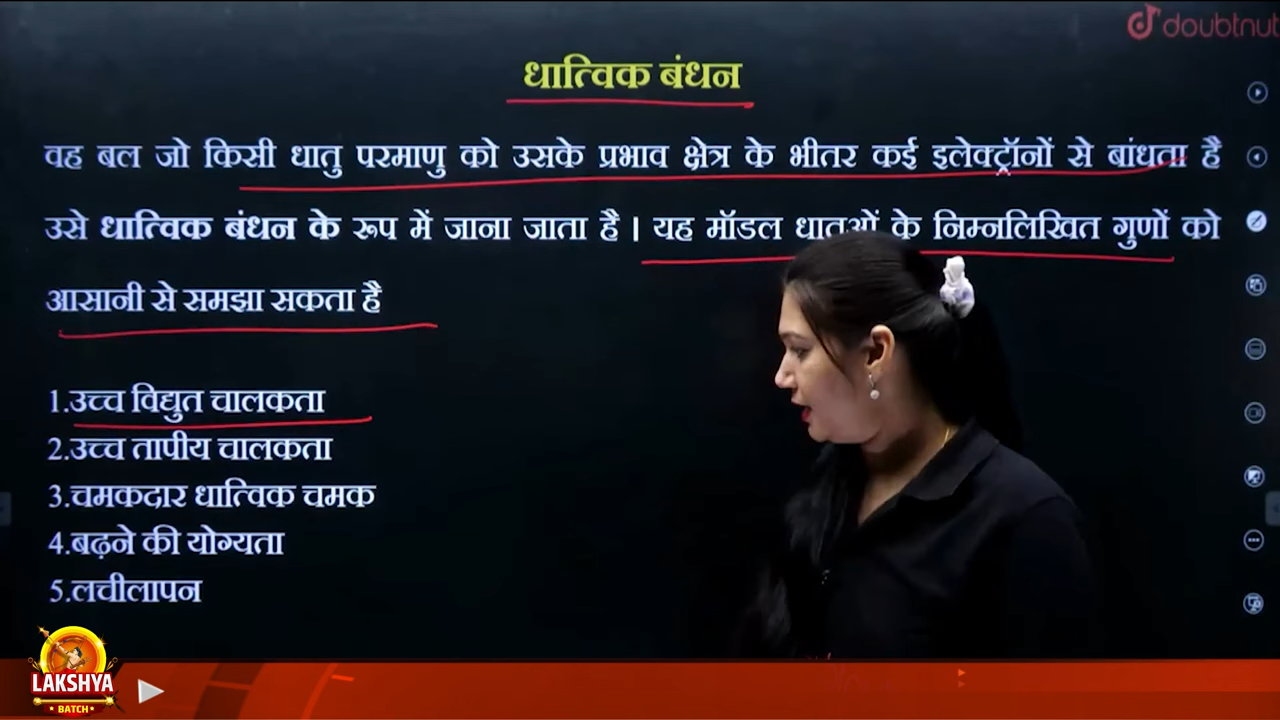 doubtnut
धात्विक बंधन
वह बल जो किसी धातु परमाणु को उसके प्रभाव क्षेत्र के भीतर कई इलेक्ट्रॉनों से बांधता है
उसे धात्विक बंधन के रूप में जाना जाता है। यह मॉडल धातुओं के निम्नलिखित गुणों को
आसानी से समझा सकता है
1.उच्च विद्युत चालकता
2.उच्च तापीय चालकता
3.चमकदार धात्विक चमक
4.बढ़ने की योग्यता
5.लचीलापन
LAKSHYA
BATCH